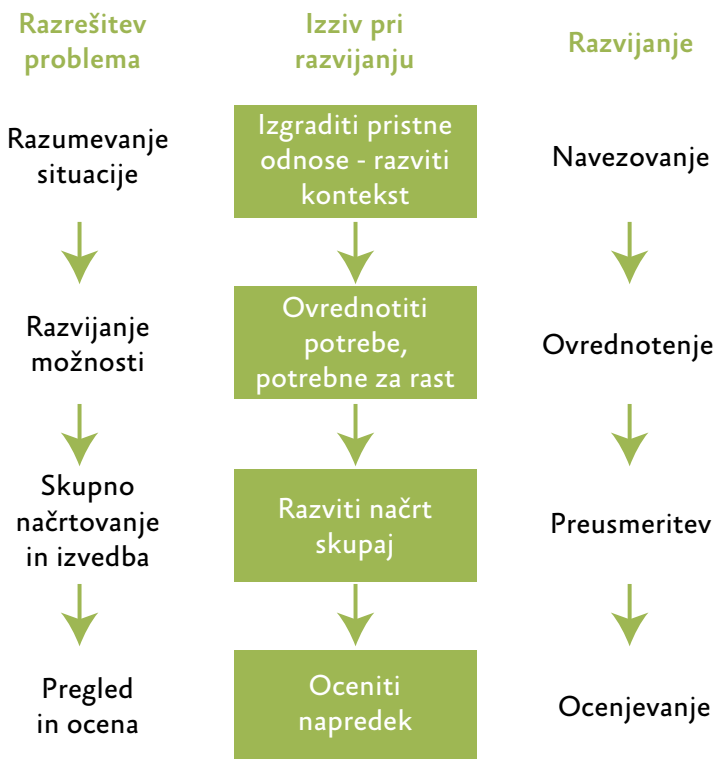 Razrešitev
problema
Izziv pri
razvijanju
Razvijanje
Razumevanje
situacije
Izgraditi pristne
odnose - razviti
kontekst
Navezovanje
Razvijanje
možnosti
Ovrednotiti
potrebe,
potrebne za rast
Ovrednotenje
Skupno
načrtovanje
in izvedba
Razviti načrt
skupaj
Preusmeritev
Pregled
in ocena
Oceniti
napredek
Ocenjevanje